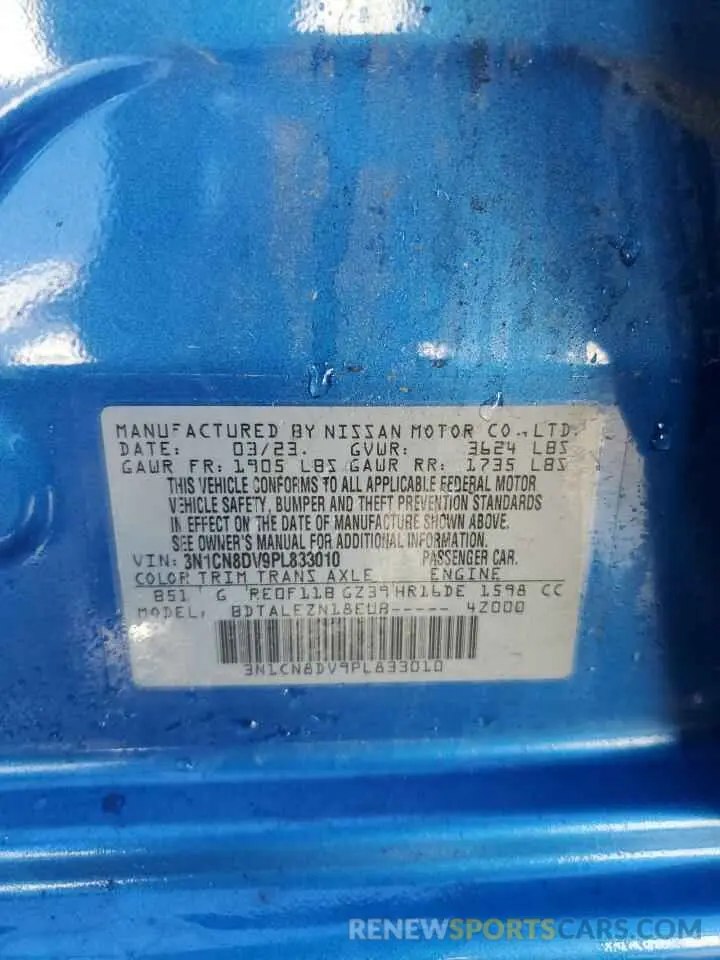 MANUFACTURED BY NISSAN MOTOR CO.,LTD.
DATE: 03/23. GVWR: 3624 LBS
GAWR FR: 1905 LBS GAWR RR: 1735 LBS
THIS VEHICLE CONFORMS TO ALL APPLICABLE FEDERAL MOTOR
VEHICLE SAFETY, BUMPER AND THEFT PREVENTION STANDARDS
IN EFFECT ON THE DATE OF MANUFACTURE SHOWN ABOVE.
SEE OWNER'S MANUAL FOR ADDITIONAL INFORMATION.
VIN: 3N1CN8DV9PL833010 PASSENGER CAR.
COLOR TRIM TRANS AXLE ENGINE
B51 G RE0F11B GZ39 HR16DE 1598 CC
MODEL: BDTALEZN18EUB----- 4Z000
3N1CN8DV9PL833010
RENEWSPORTSCARS.COM